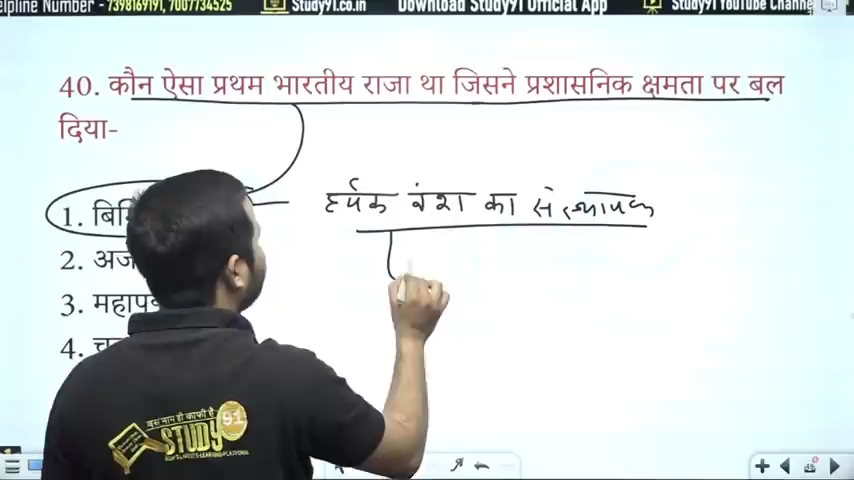 elpline Number - 7398169191, 7007734525 Study91.co.in Download Study91 Official App Study91 YouTube Channe
40. कौन ऐसा प्रथम भारतीय राजा था जिसने प्रशासनिक क्षमता पर बल
दिया-
हर्यक वंश का संस्थापक
1. बि
2. अज
3. महाप
4.
बस नाम ही काफी है
STUDY 91